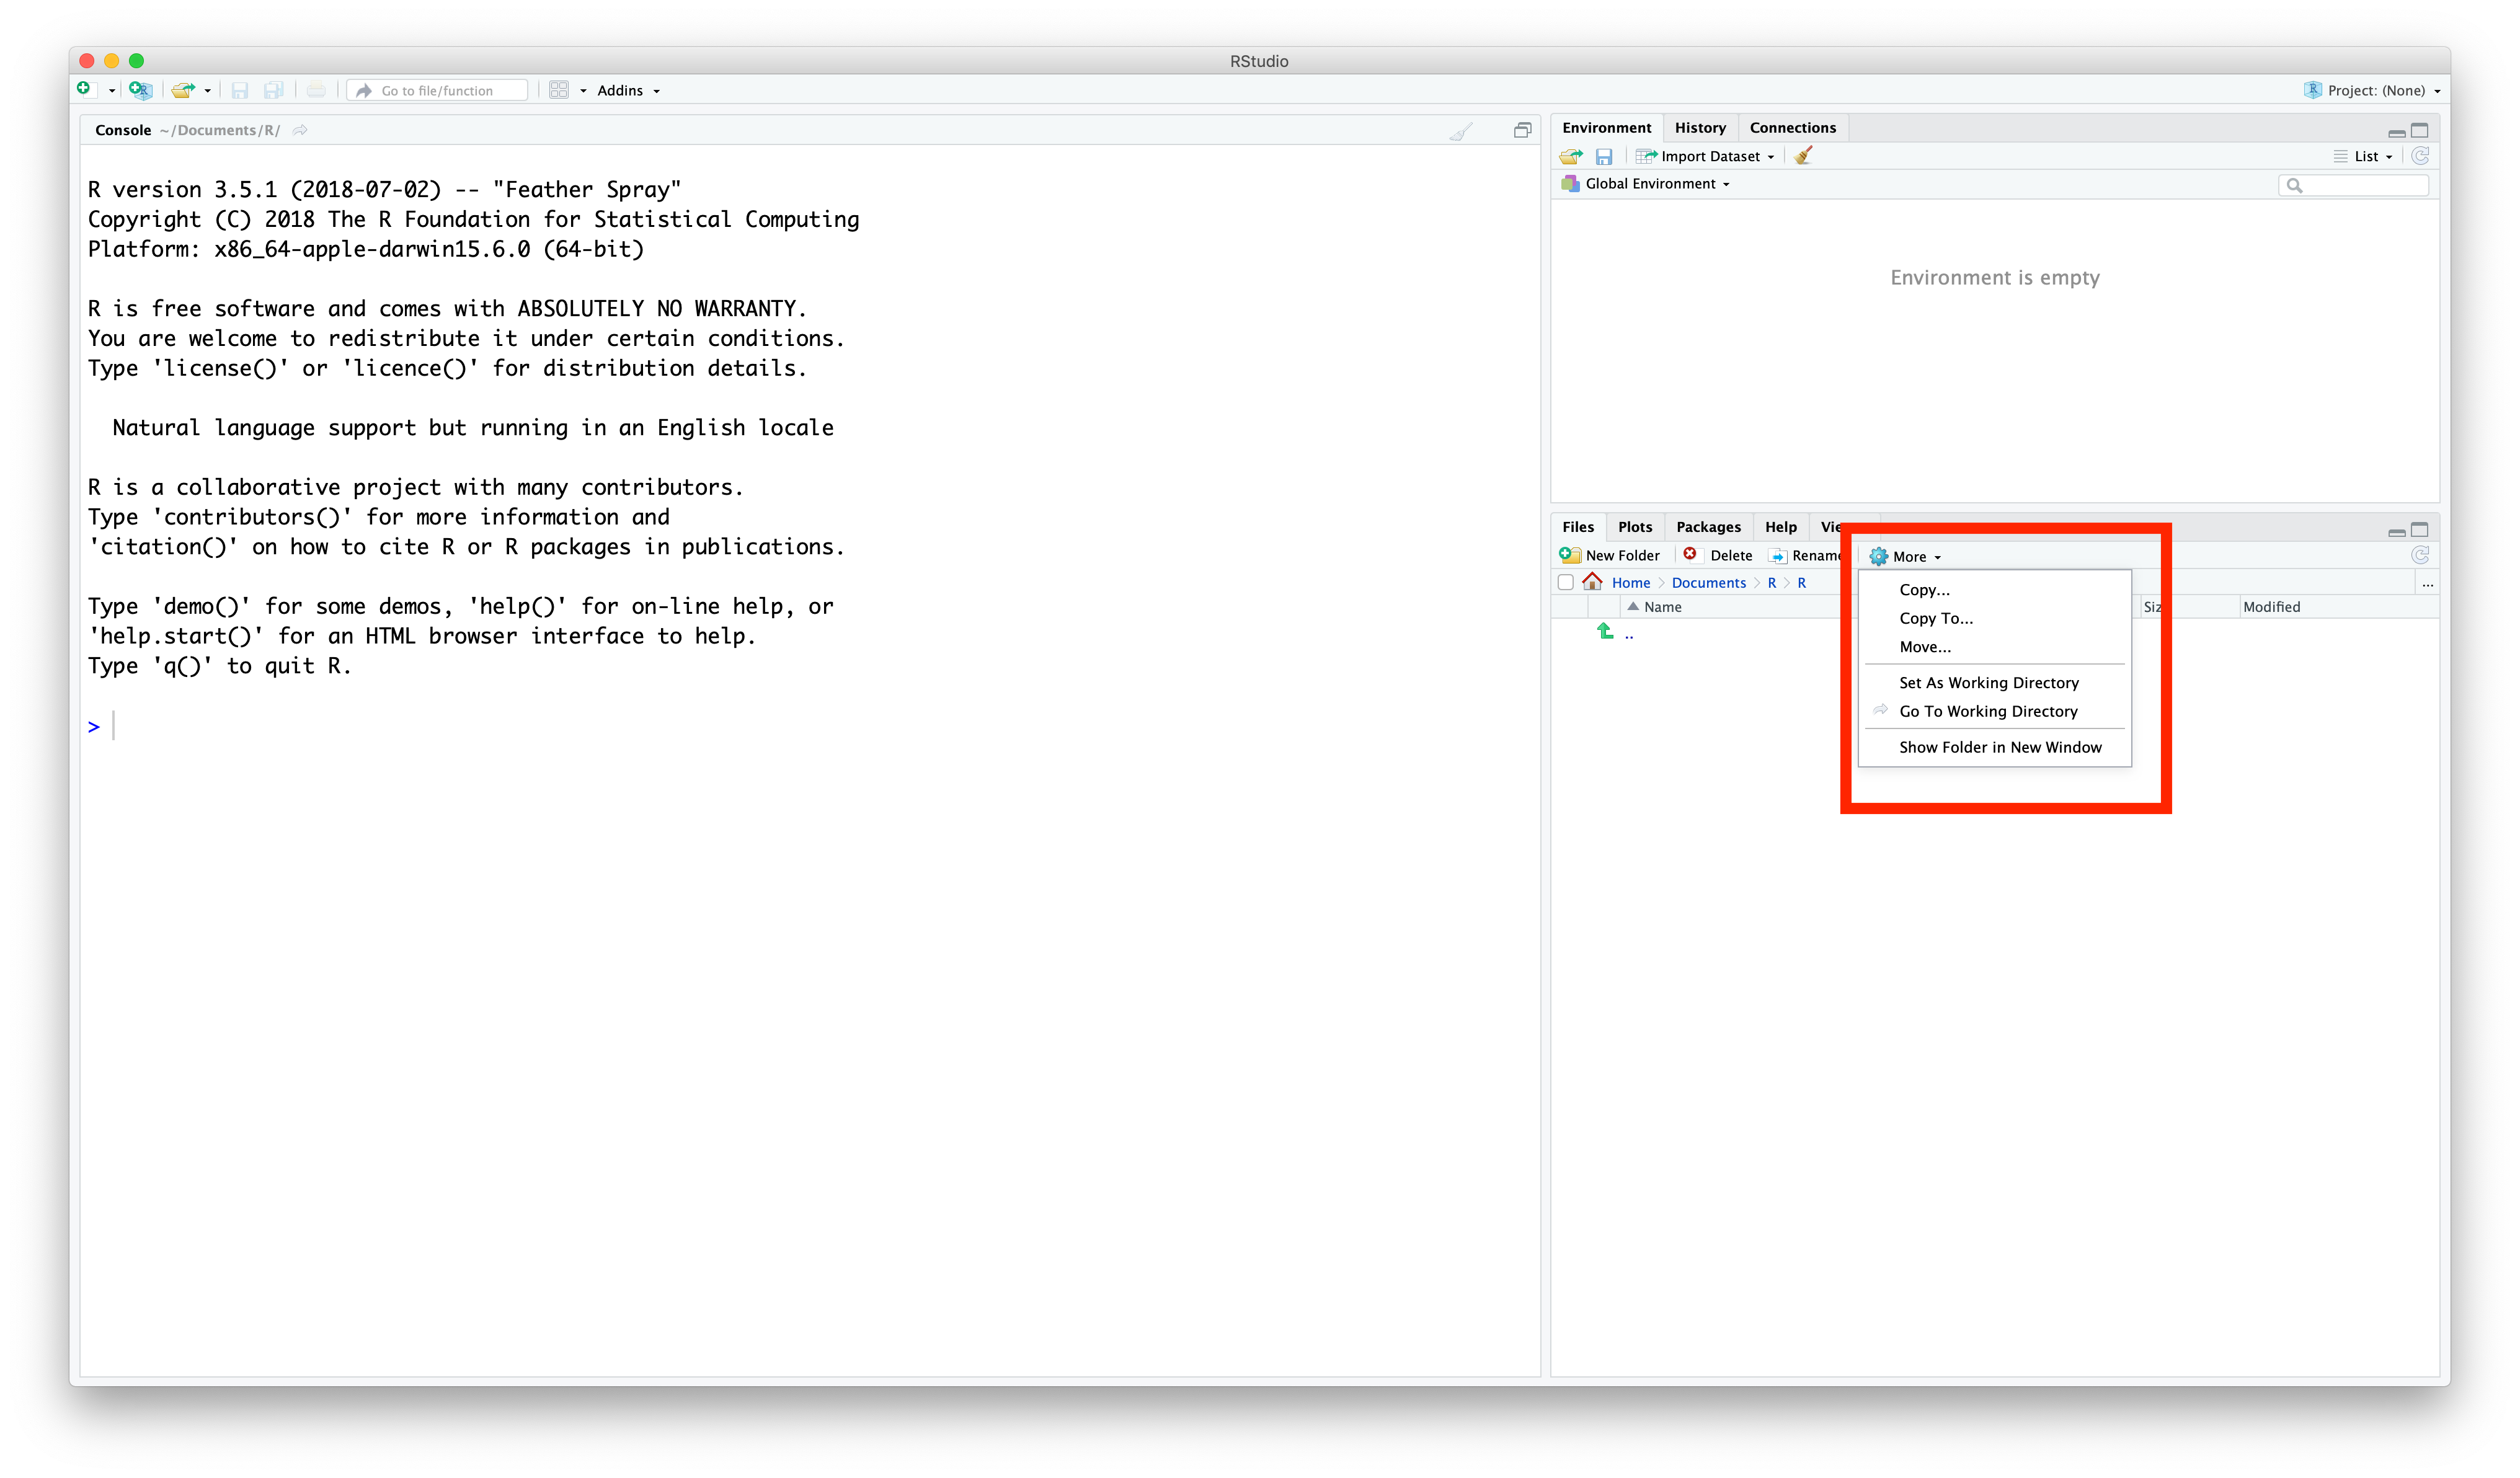 RStudio
Go to file/function
Addins
Project: (None)
Console ~/Documents/R/
R version 3.5.1 (2018-07-02) -- "Feather Spray"
Copyright (C) 2018 The R Foundation for Statistical Computing
Platform: x86_64-apple-darwin15.6.0 (64-bit)
R is free software and comes with ABSOLUTELY NO WARRANTY.
You are welcome to redistribute it under certain conditions.
Type 'license()' or 'licence()' for distribution details.
Natural language support but running in an English locale
R is a collaborative project with many contributors.
Type 'contributors()' for more information and
'citation()' on how to cite R or R packages in publications.
Type 'demo()' for some demos, 'help()' for on-line help, or
'help.start()' for an HTML browser interface to help.
Type 'q()' to quit R.
>
Environment History Connections
Import Dataset List
Global Environment
Environment is empty
Files Plots Packages Help Vie
New Folder Delete Rename More
Home Documents R R ...
Name Siz Modified
..
Copy...
Copy To...
Move...
Set As Working Directory
Go To Working Directory
Show Folder in New Window